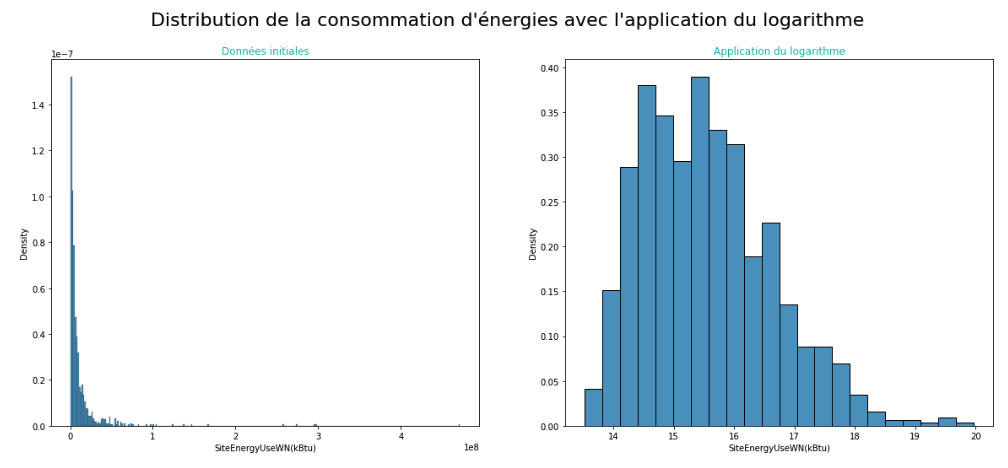 Distribution de la consommation d'énergies avec l'application du logarithme
Données initiales
1e-7
1.4
1.2
1.0
0.8
0.6
0.4
0.2
0.0
Density
0 1 2 3 4
1e8
SiteEnergyUseWN(kBtu)
Application du logarithme
0.40
0.35
0.30
0.25
0.20
0.15
0.10
0.05
0.00
Density
14 15 16 17 18 19 20
SiteEnergyUseWN(kBtu)